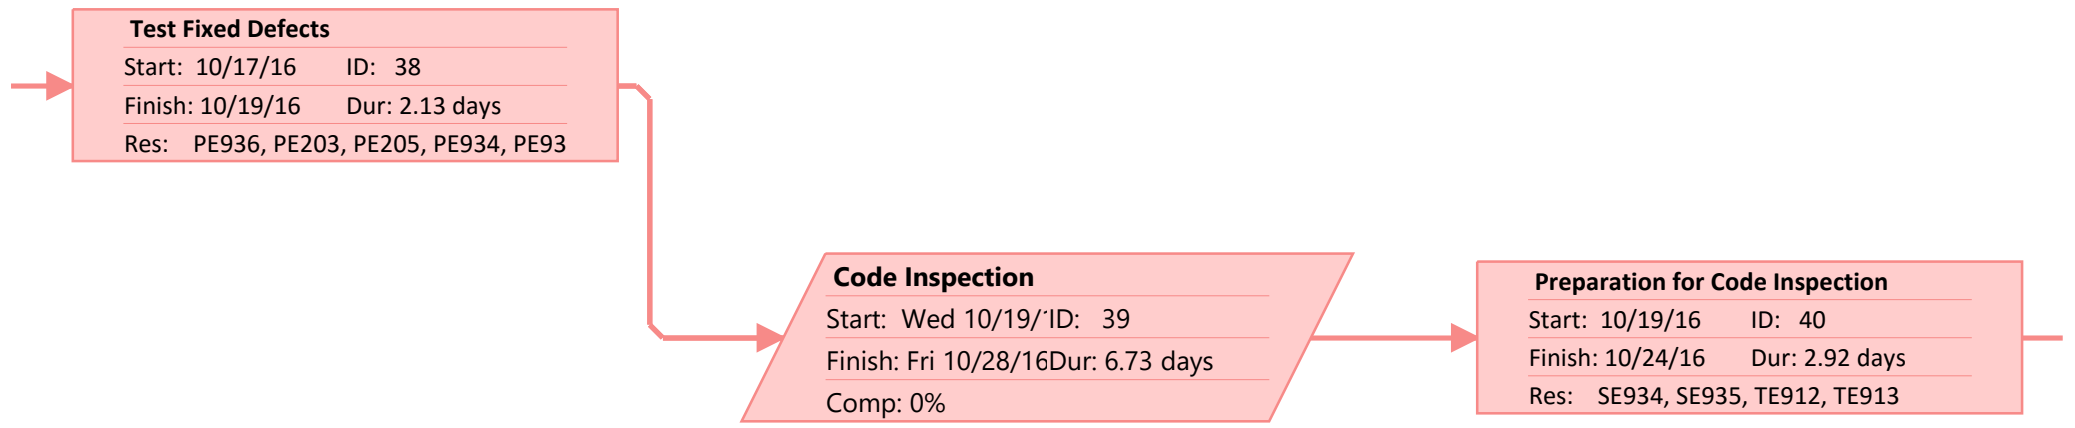 Test Fixed Defects
Start: 10/17/16 ID: 38
Finish: 10/19/16 Dur: 2.13 days
Res: PE936, PE203, PE205, PE934, PE93
Code Inspection
Start: Wed 10/19/ ID: 39
Finish: Fri 10/28/16 Dur: 6.73 days
Comp: 0%
Preparation for Code Inspection
Start: 10/19/16 ID: 40
Finish: 10/24/16 Dur: 2.92 days
Res: SE934, SE935, TE912, TE913